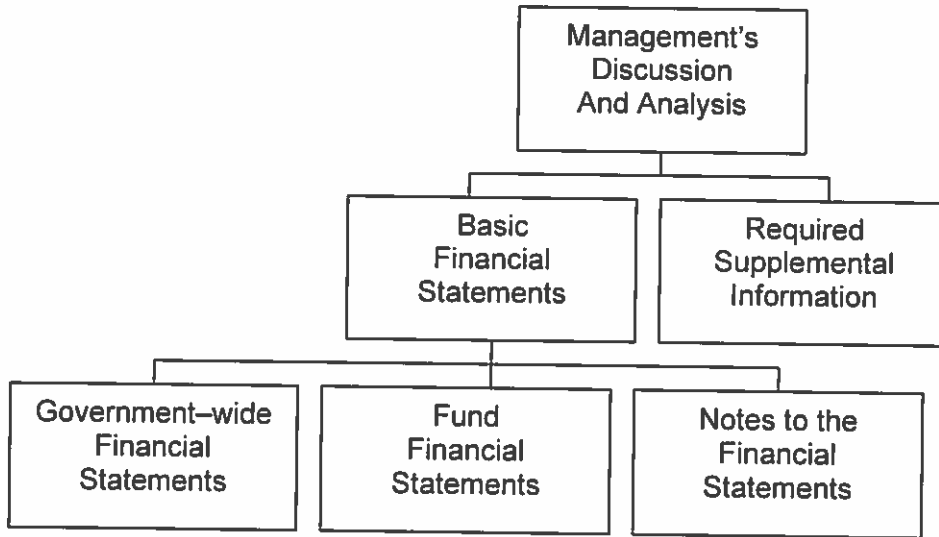 Management's
Discussion
And Analysis
Basic
Financial
Statements
Required
Supplemental
Information
Government–wide
Financial
Statements
Fund
Financial
Statements
Notes to the
Financial
Statements